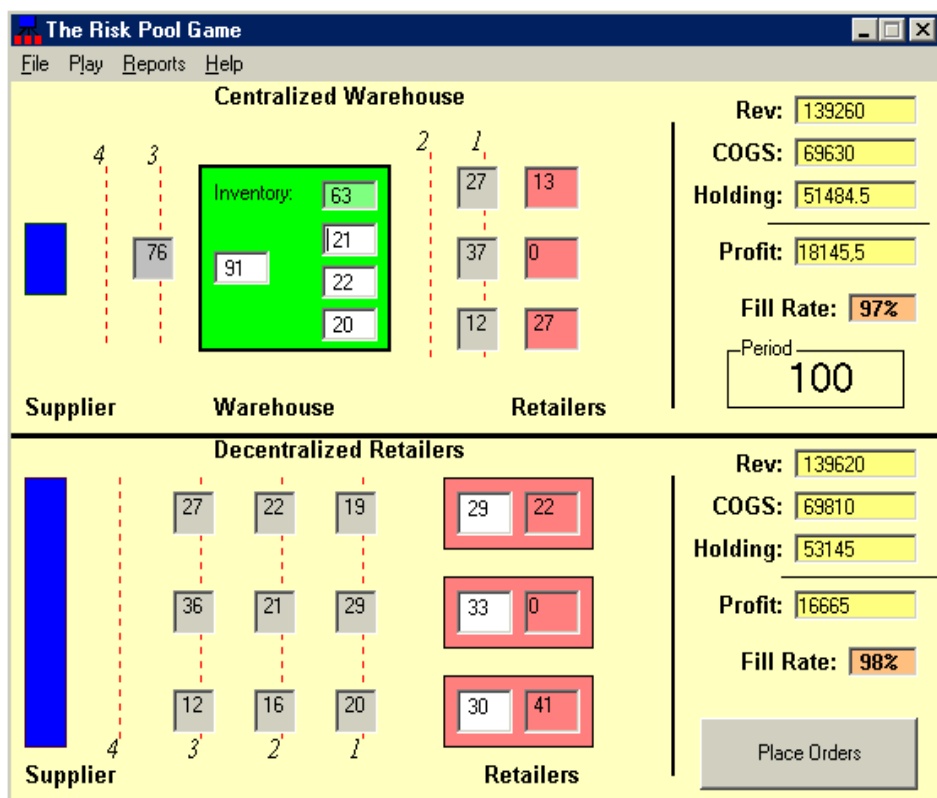 The Risk Pool Game
File Play Reports Help
Centralized Warehouse
4 3 2 1
Inventory: 63
76
91
21
22
20
27 13
37 0
12 27
Supplier Warehouse Retailers
Rev: 139260
COGS: 69630
Holding: 51484.5
Profit: 18145,5
Fill Rate: 97%
Period
100
Decentralized Retailers
27 22 19 29 22
36 21 29 33 0
12 16 20 30 41
4 3 2 1
Supplier Retailers
Rev: 139620
COGS: 69810
Holding: 53145
Profit: 16665
Fill Rate: 98%
Place Orders